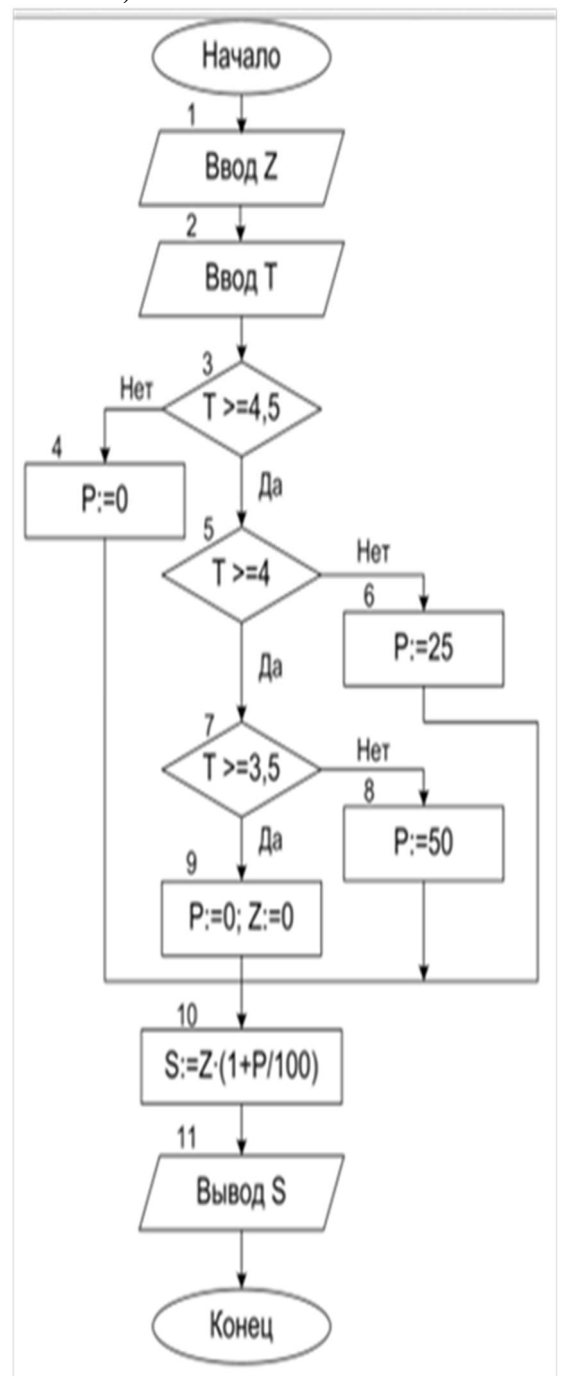 Начало
1
Ввод Z
2
Ввод T
3
T >=4,5
Нет
Да
4
P:=0
5
T >=4
Нет
Да
6
P:=25
7
T >=3,5
Нет
Да
8
P:=50
9
P:=0; Z:=0
10
S:=Z·(1+P/100)
11
Вывод S
Конец